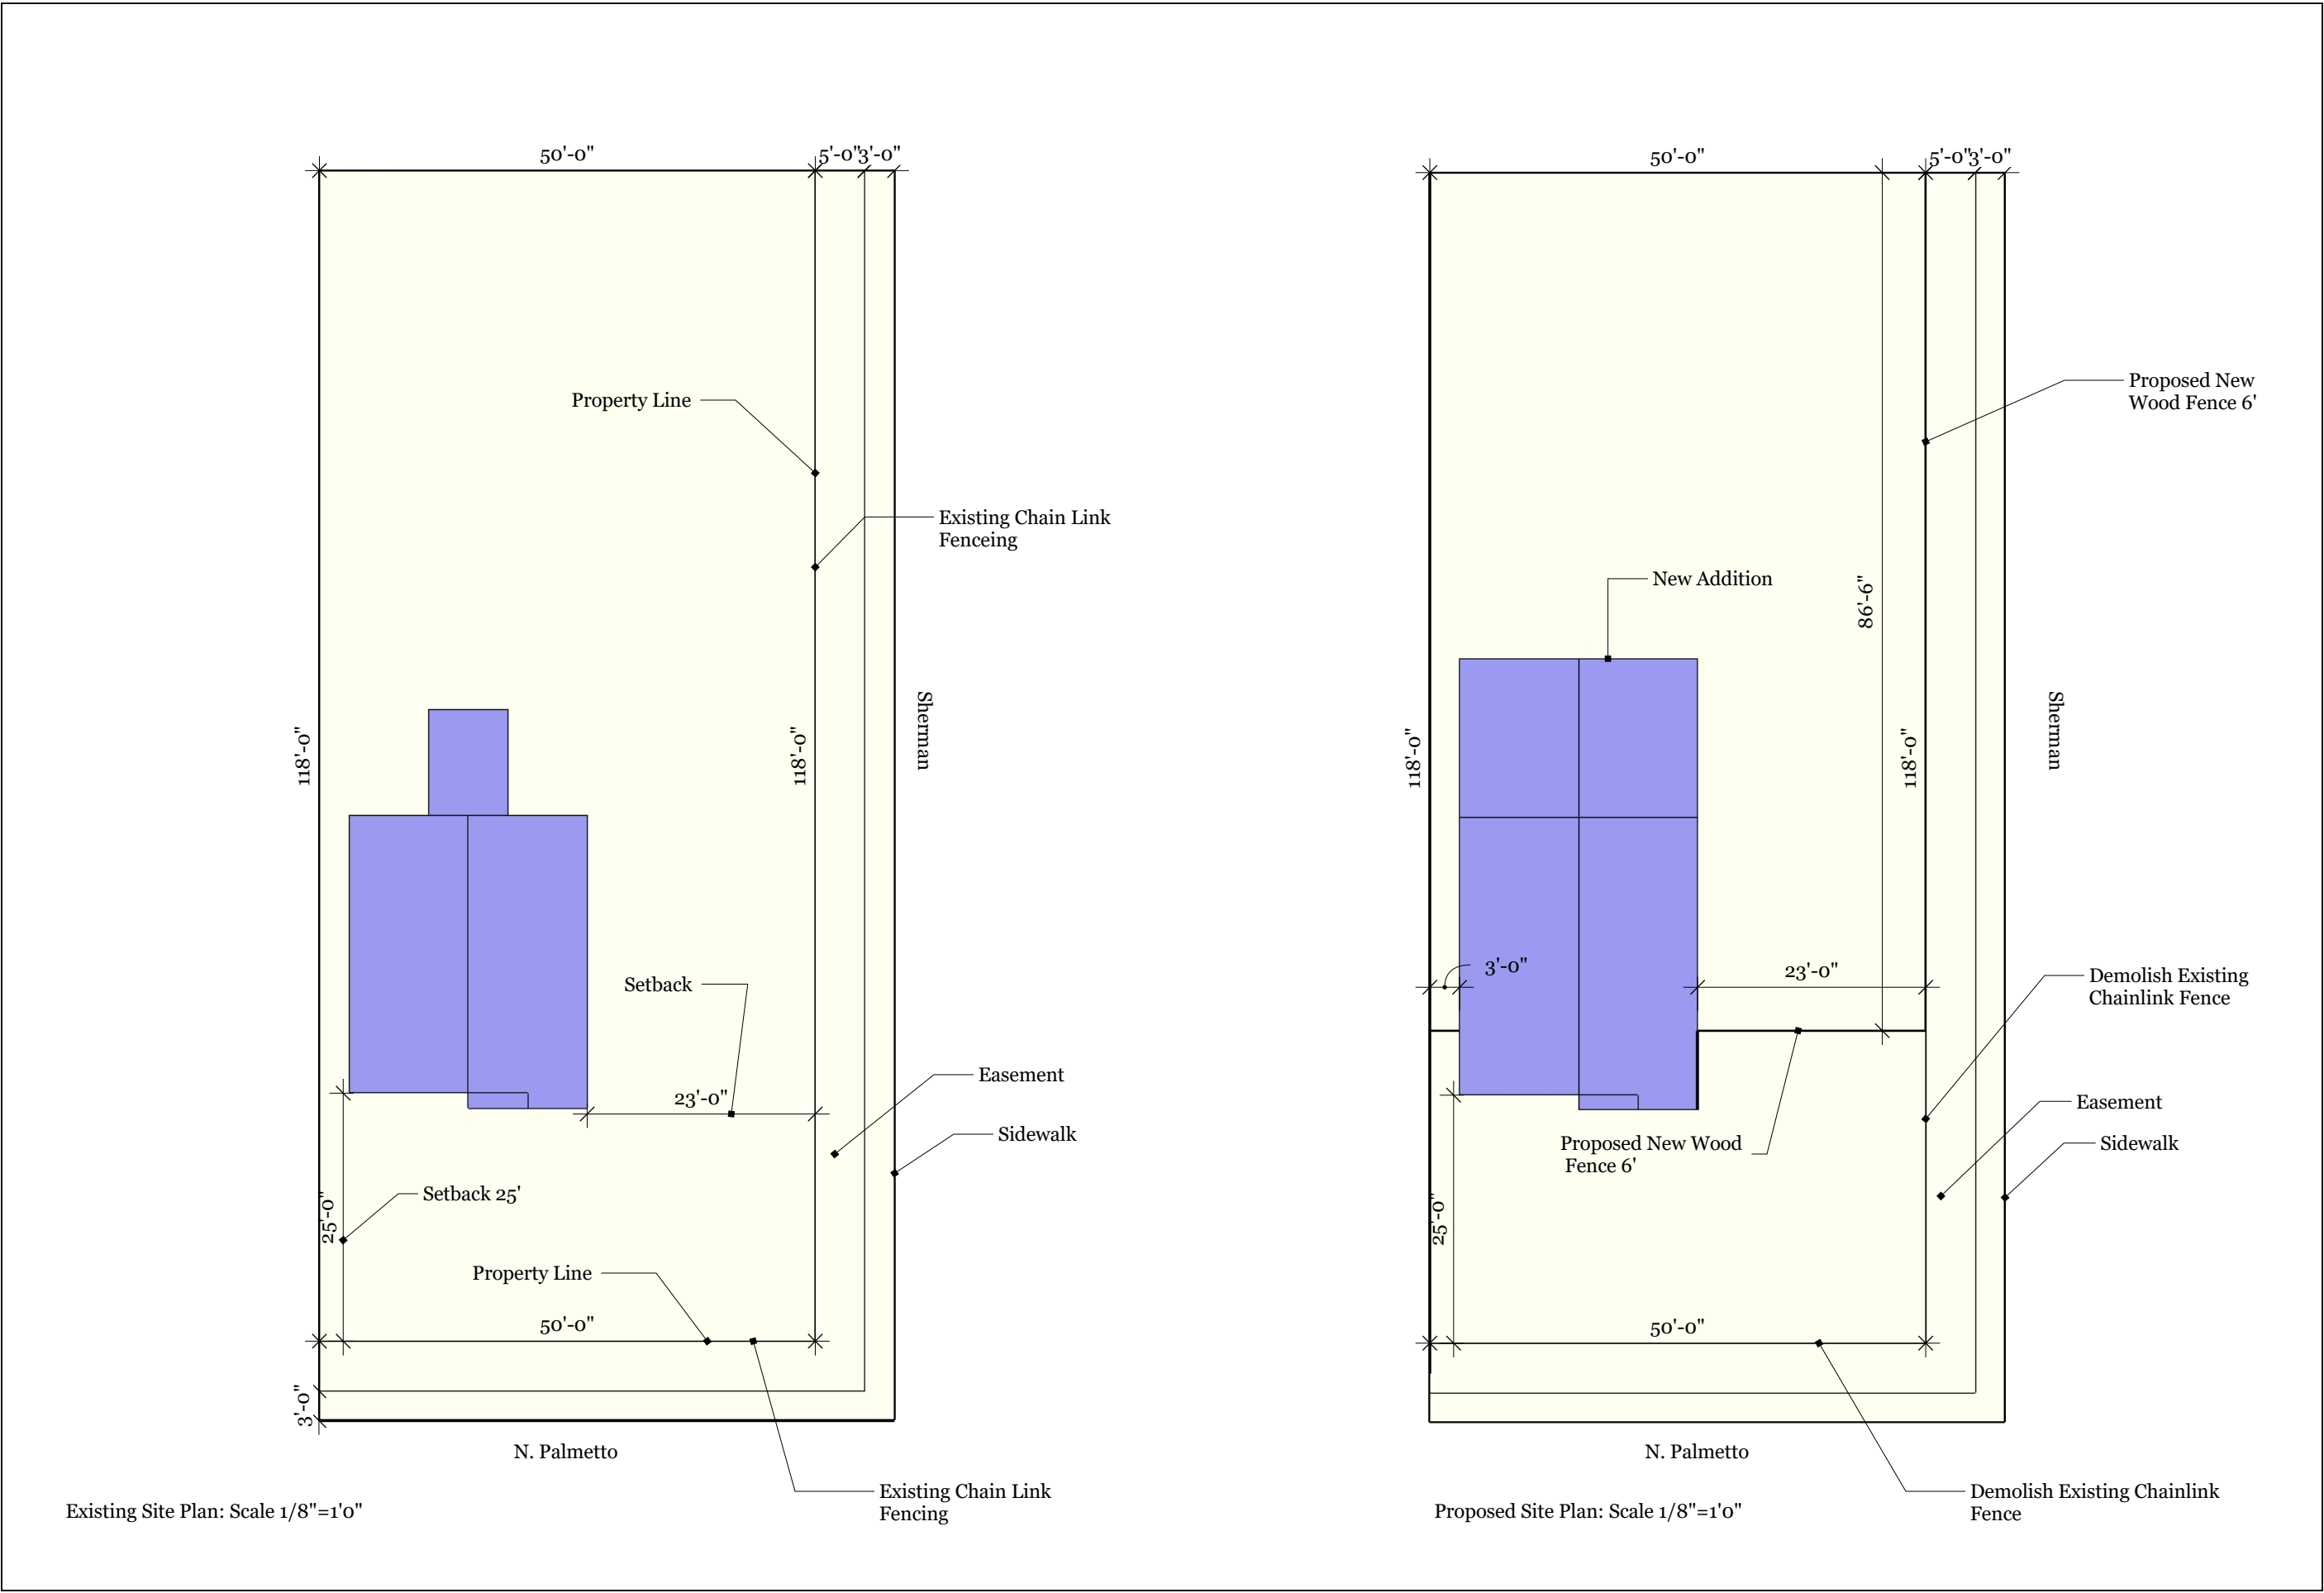 50'-0"
5'-0"
3'-0"
Property Line
Existing Chain Link
Fenceing
118'-0"
118'-0"
Sherman
Setback
23'-0"
Easement
Sidewalk
Setback 25'
25'-0"
Property Line
50'-0"
3'-0"
N. Palmetto
Existing Chain Link
Fencing
Existing Site Plan: Scale 1/8"=1'0"
50'-0"
5'-0"
3'-0"
Proposed New
Wood Fence 6'
New Addition
86'-6"
118'-0"
118'-0"
Sherman
3'-0"
23'-0"
Demolish Existing
Chainlink Fence
Easement
Proposed New Wood
Fence 6'
Sidewalk
25'-0"
50'-0"
N. Palmetto
Demolish Existing Chainlink
Fence
Proposed Site Plan: Scale 1/8"=1'0"